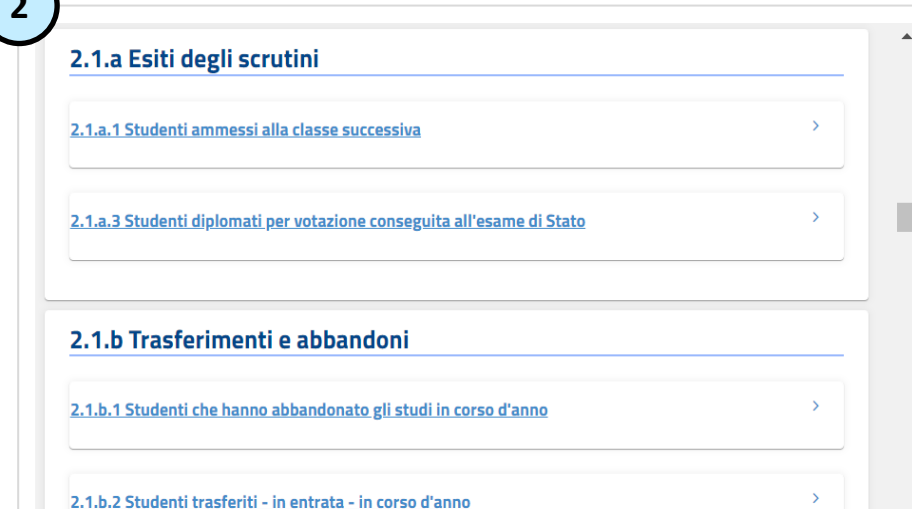 2
2.1.a Esiti degli scrutini
2.1.a.1 Studenti ammessi alla classe successiva
2.1.a.3 Studenti diplomati per votazione conseguita all'esame di Stato
2.1.b Trasferimenti e abbandoni
2.1.b.1 Studenti che hanno abbandonato gli studi in corso d'anno
2.1.b.2 Studenti trasferiti - in entrata - in corso d'anno